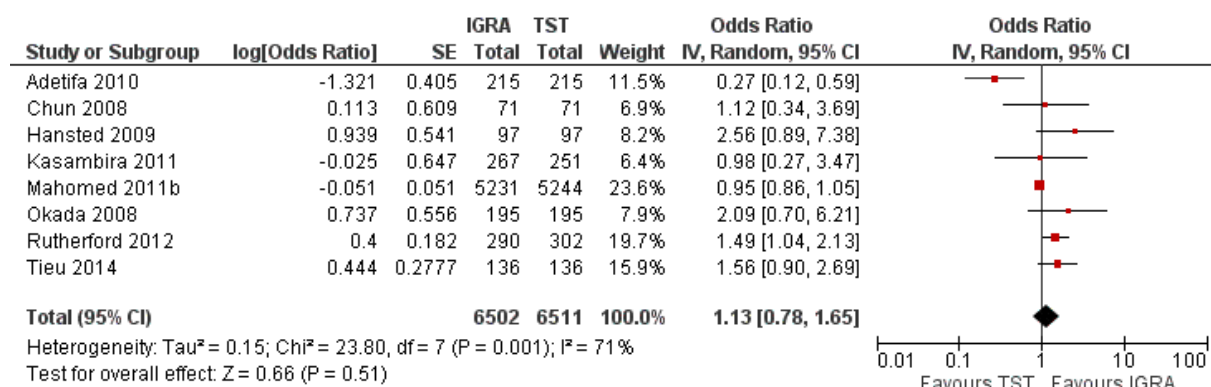 IGRA TST Odds Ratio Odds Ratio
Study or Subgroup log[Odds Ratio] SE Total Total Weight IV, Random, 95% CI IV, Random, 95% CI
Adetifa 2010 -1.321 0.405 215 215 11.5% 0.27 [0.12, 0.59]
Chun 2008 0.113 0.609 71 71 6.9% 1.12 [0.34, 3.69]
Hansted 2009 0.939 0.541 97 97 8.2% 2.56 [0.89, 7.38]
Kasambira 2011 -0.025 0.647 267 251 6.4% 0.98 [0.27, 3.47]
Mahomed 2011b -0.051 0.051 5231 5244 23.6% 0.95 [0.86, 1.05]
Okada 2008 0.737 0.556 195 195 7.9% 2.09 [0.70, 6.21]
Rutherford 2012 0.4 0.182 290 302 19.7% 1.49 [1.04, 2.13]
Tieu 2014 0.444 0.2777 136 136 15.9% 1.56 [0.90, 2.69]
Total (95% CI) 6502 6511 100.0% 1.13 [0.78, 1.65]
Heterogeneity: Tau² = 0.15; Chi² = 23.80, df = 7 (P = 0.001); I² = 71%
Test for overall effect: Z = 0.66 (P = 0.51)
0.01 0.1 1 10 100
Favours TST Favours IGRA